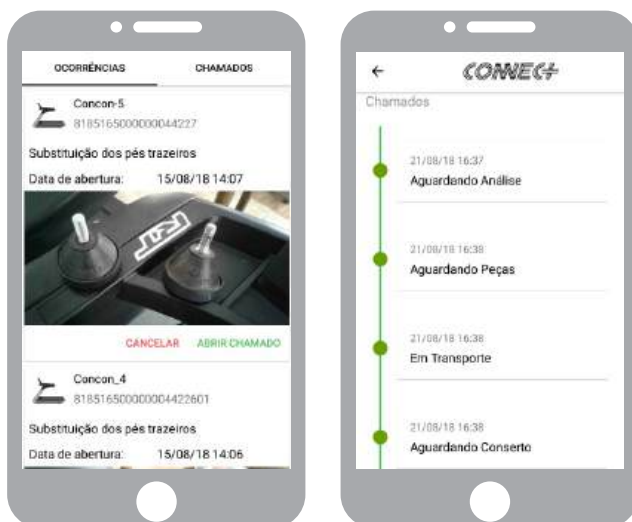 OCORRÊNCIAS CHAMADOS
Concon-5
8185165000000044227
Substituição dos pés trazeiros
Data de abertura: 15/08/18 14:07
CANCELAR ABRIR CHAMADO
Concon_4
818516500000004422601
Substituição dos pés trazeiros
Data de abertura: 15/08/18 14:06
CONNECT
Chamados
21/08/18 16:37
Aguardando Análise
21/08/18 16:38
Aguardando Peças
21/08/18 16:38
Em Transporte
21/08/18 16:38
Aguardando Conserto